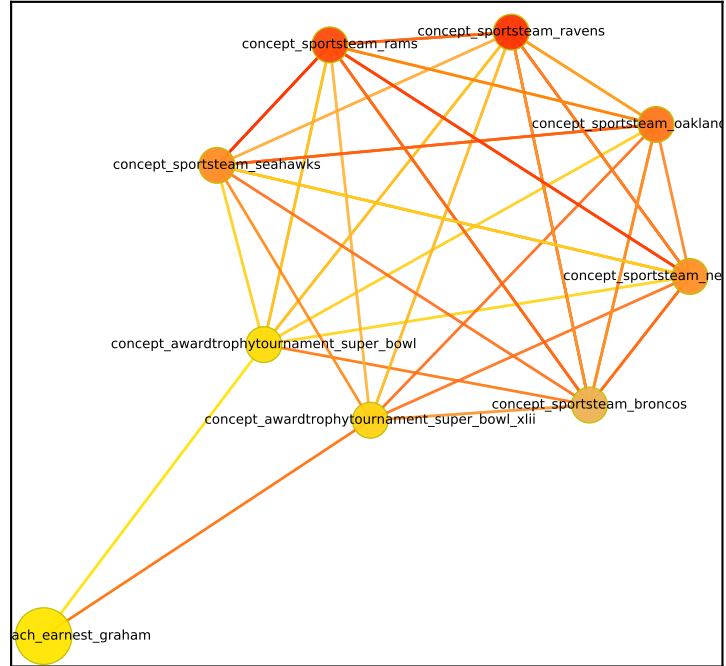 concept_sportsteam_ravens
concept_sportsteam_rams
concept_sportsteam_oakland
concept_sportsteam_seahawks
concept_sportsteam_ne
concept_awardtrophytournament_super_bowl
concept_sportsteam_broncos
concept_awardtrophytournament_super_bowl_xlii
ach_earnest_graham